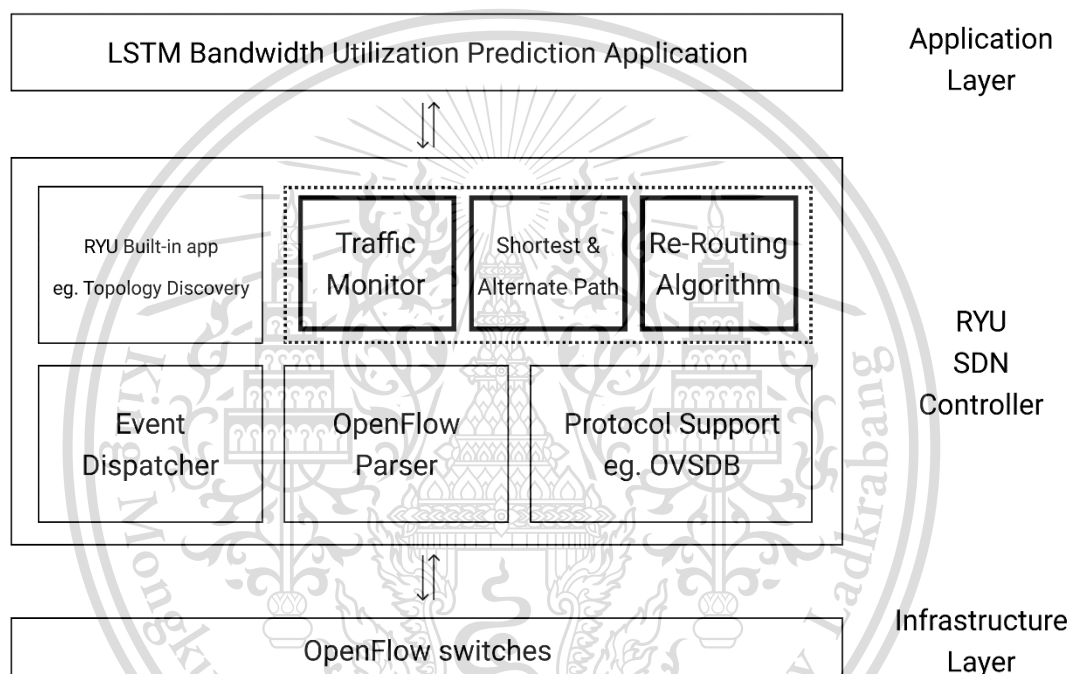 LSTM Bandwidth Utilization Prediction Application
Application
Layer
RYU Built-in app
eg. Topology Discovery
Traffic
Monitor
Shortest &
Alternate Path
Re-Routing
Algorithm
RYU
SDN
Controller
Event
Dispatcher
OpenFlow
Parser
Protocol Support
eg. OVSDB
OpenFlow switches
Infrastructure
Layer
Ladkrabang